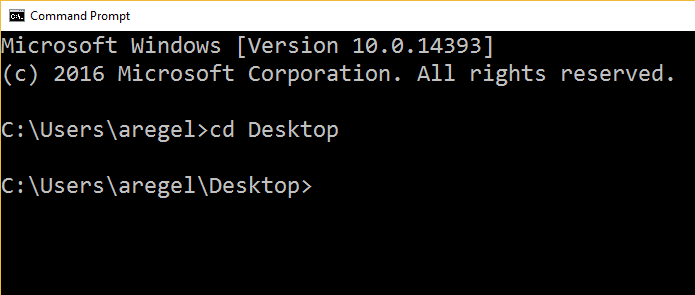 Command Prompt
Microsoft Windows [Version 10.0.14393]
(c) 2016 Microsoft Corporation. All rights reserved.
C:\Users\aregel>cd Desktop
C:\Users\aregel\Desktop>